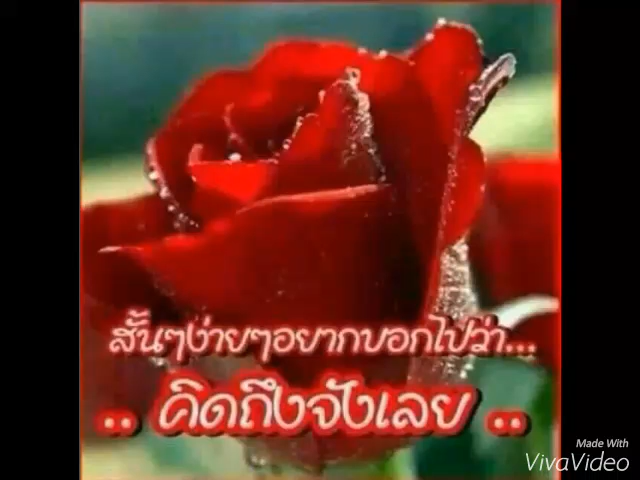 สั้นๆง่ายๆอยากบอกไปว่า...
.. คิดถึงจังเลย ..
Made With
VivaVideo